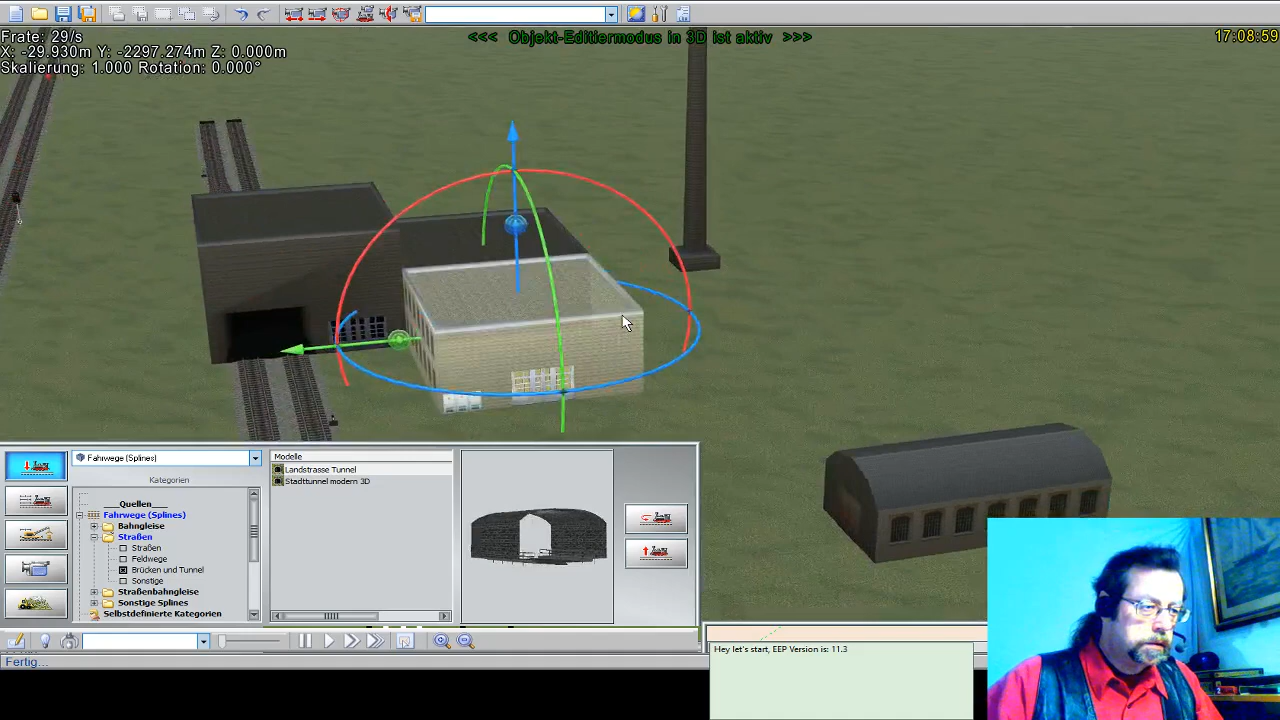 Frate: 29/s
<<< Objekt-Editiermodus in 3D ist aktiv >>>
17:08:59
X: -29.930m Y: -2297.274m Z: 0.000m
Skalierung: 1.000 Rotation: 0.000°
Fahrwege (Splines)
Kategorien
Quellen
Fahrwege (Splines)
Bahngleise
Straßen
Straßen
Feldwege
Brücken und Tunnel
Sonstige
Straßenbahngleise
Sonstige Splines
Selbstdefinierte Kategorien
Modelle
Landstrasse Tunnel
Stadttunnel modern 3D
Hey let's start, EEP Version is: 11.3
Fertig...